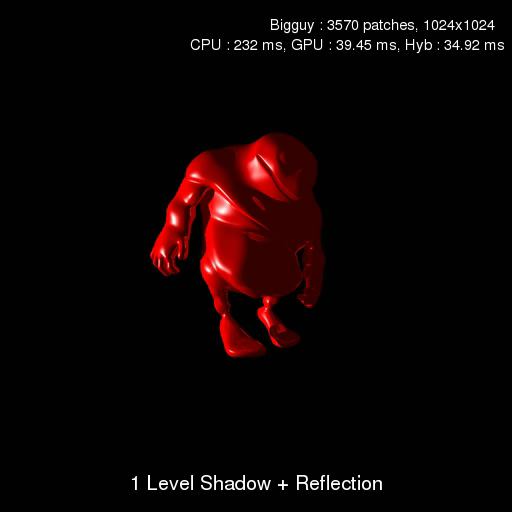 Bigguy : 3570 patches, 1024x1024
CPU : 232 ms, GPU : 39.45 ms, Hyb : 34.92 ms
1 Level Shadow + Reflection